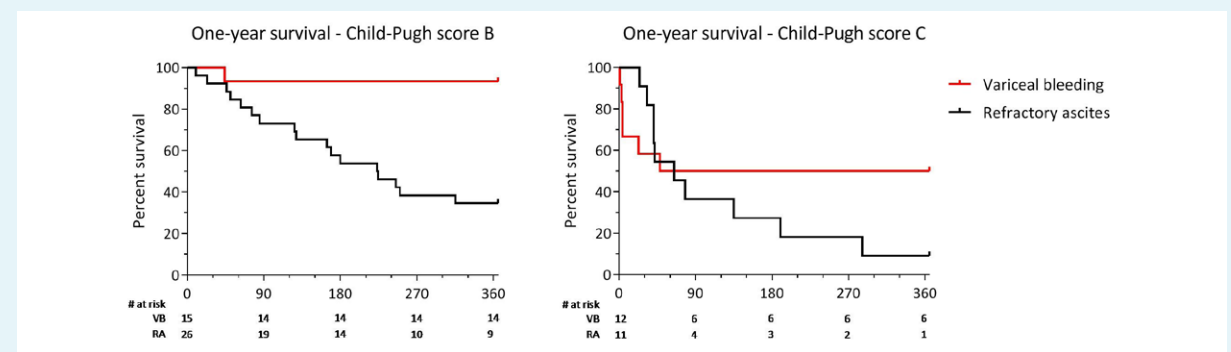 One-year survival - Child-Pugh score B
Percent survival
100
80
60
40
20
0
0 90 180 270 360
# at risk
VB 15 14 14 14 14
RA 26 19 14 10 9
One-year survival - Child-Pugh score C
Percent survival
100
80
60
40
20
0
0 90 180 270 360
# at risk
VB 12 6 6 6 6
RA 11 4 3 2 1
Variceal bleeding
Refractory ascites